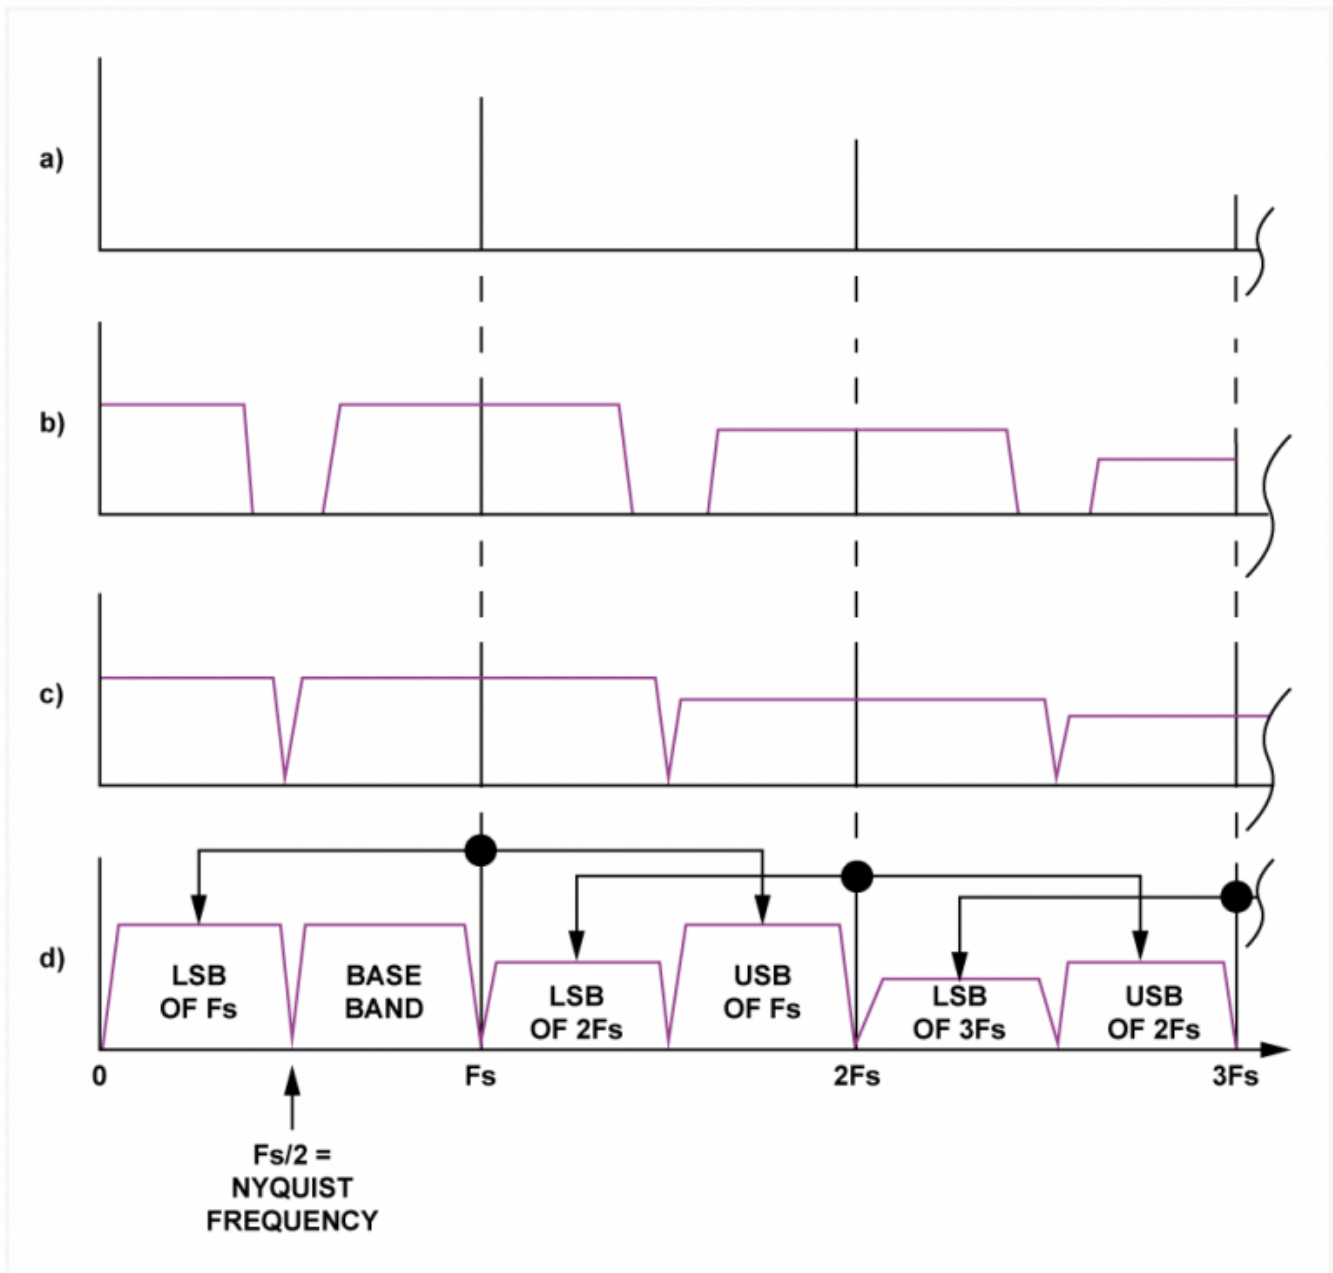 a)
b)
c)
d)
LSB
OF Fs
BASE
BAND
LSB
OF 2Fs
USB
OF Fs
LSB
OF 3Fs
USB
OF 2Fs
0
Fs
2Fs
3Fs
Fs/2 =
NYQUIST
FREQUENCY